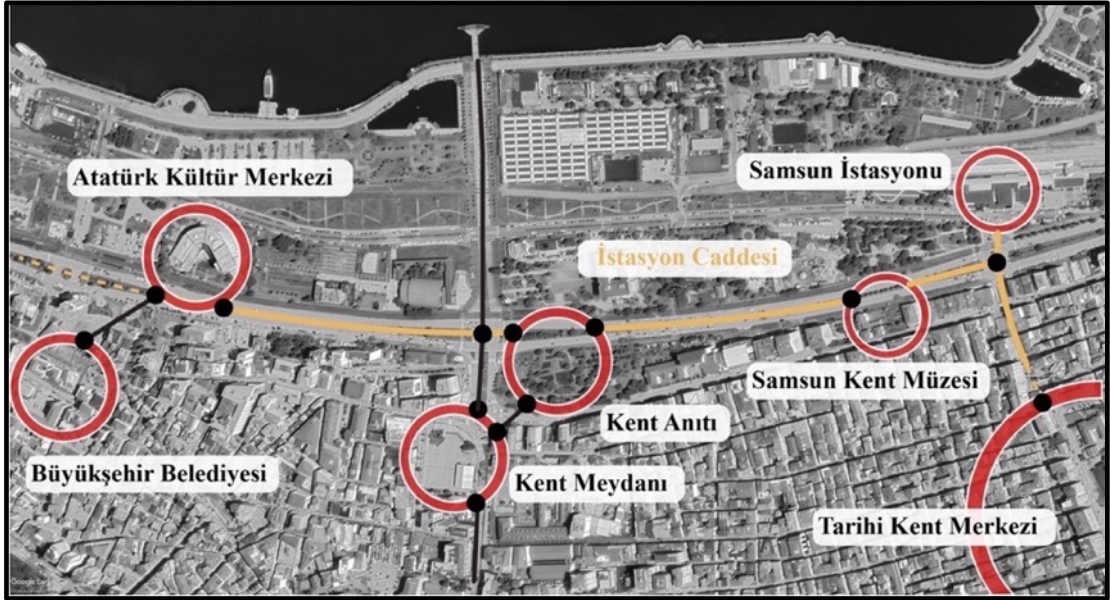 Atatürk Kültür Merkezi
Samsun İstasyonu
İstasyon Caddesi
Samsun Kent Müzesi
Kent Anıtı
Büyükşehir Belediyesi
Kent Meydanı
Tarihi Kent Merkezi